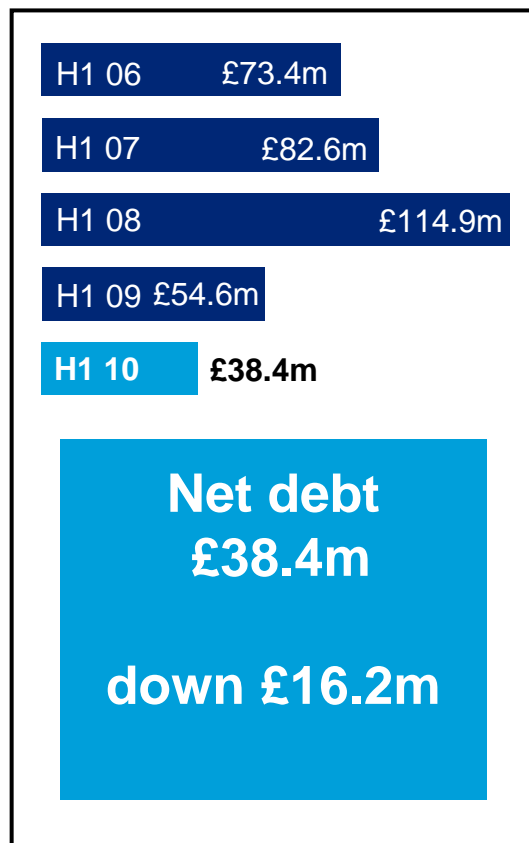 H1 06 £73.4m
H1 07 £82.6m
H1 08 £114.9m
H1 09 £54.6m
H1 10 £38.4m
Net debt
£38.4m
down £16.2m